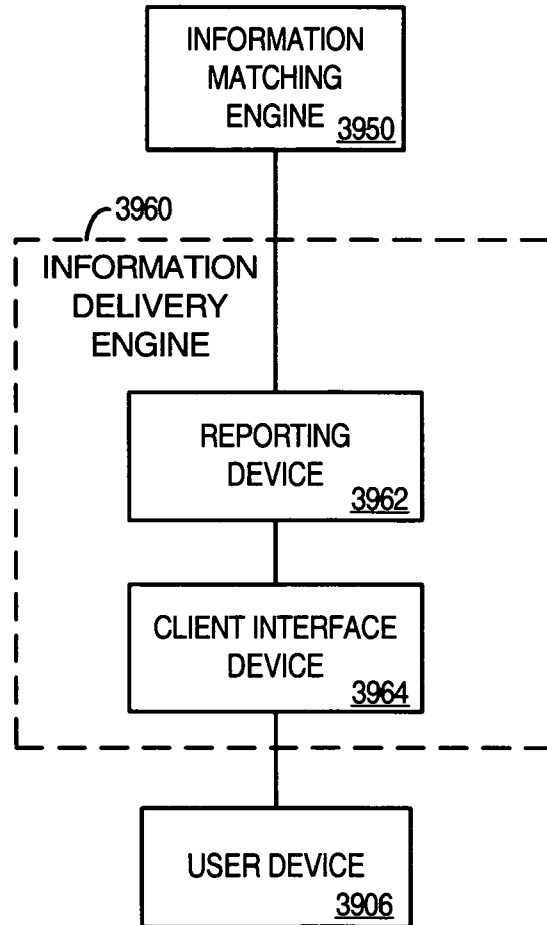 INFORMATION
MATCHING
ENGINE
3950
3960
INFORMATION
DELIVERY
ENGINE
REPORTING
DEVICE
3962
CLIENT INTERFACE
DEVICE
3964
USER DEVICE
3906